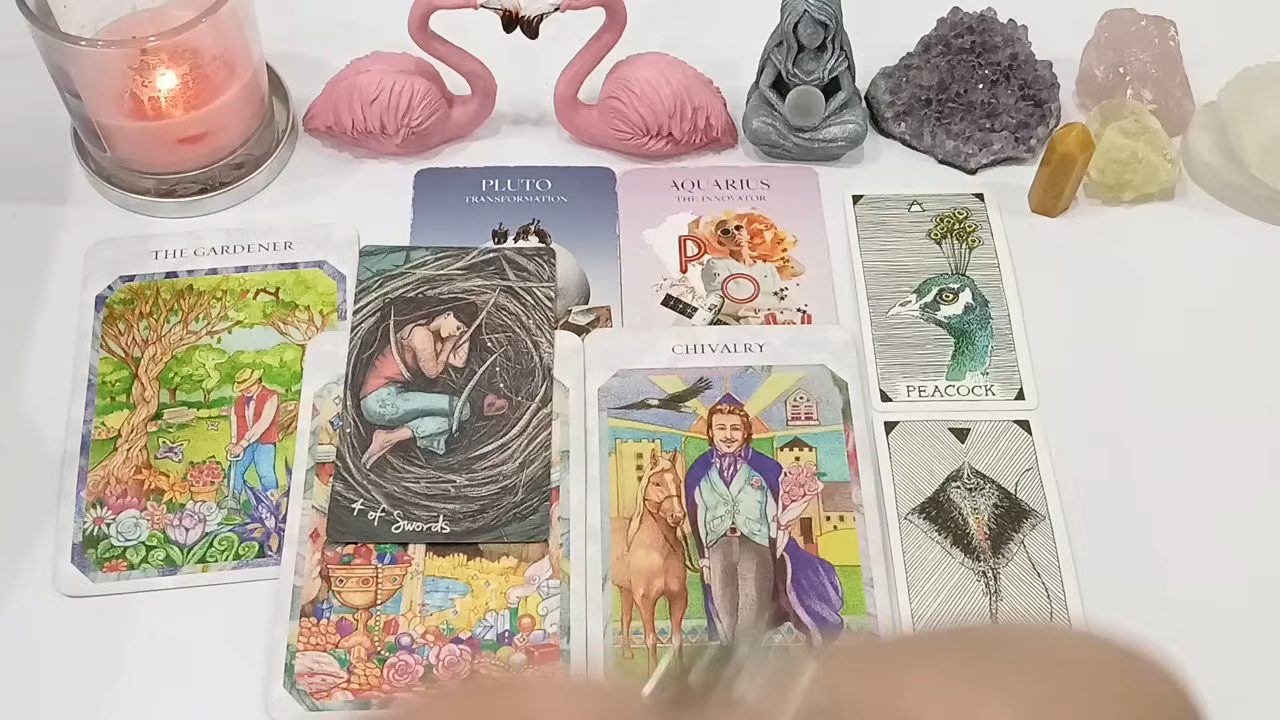 PLUTO
TRANSFORMATION
AQUARIUS
THE INNOVATOR
P
O
THE GARDENER
4 of Swords
CHIVALRY
PEACOCK